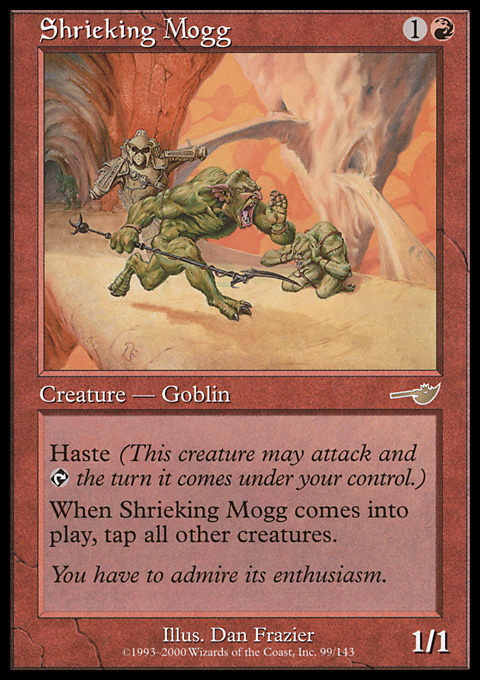 Shrieking Mogg 1
Creature — Goblin
Haste (This creature may attack and
the turn it comes under your control.)
When Shrieking Mogg comes into
play, tap all other creatures.
You have to admire its enthusiasm.
Illus. Dan Frazier
1/1
©1993–2000 Wizards of the Coast, Inc. 99/143